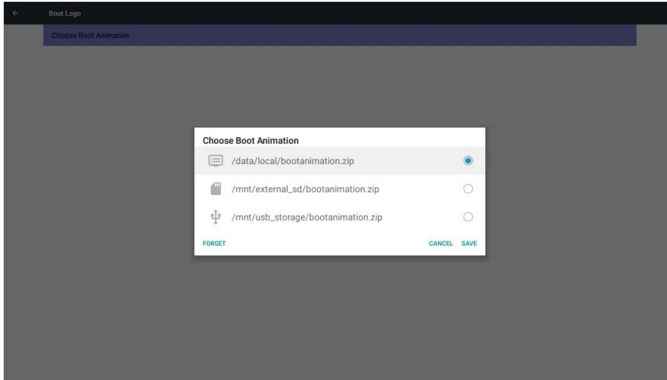 Boot Logo
Choose Boot Animation
Choose Boot Animation
/data/local/bootanimation.zip
/mnt/external_sd/bootanimation.zip
/mnt/usb_storage/bootanimation.zip
FORGET CANCEL SAVE